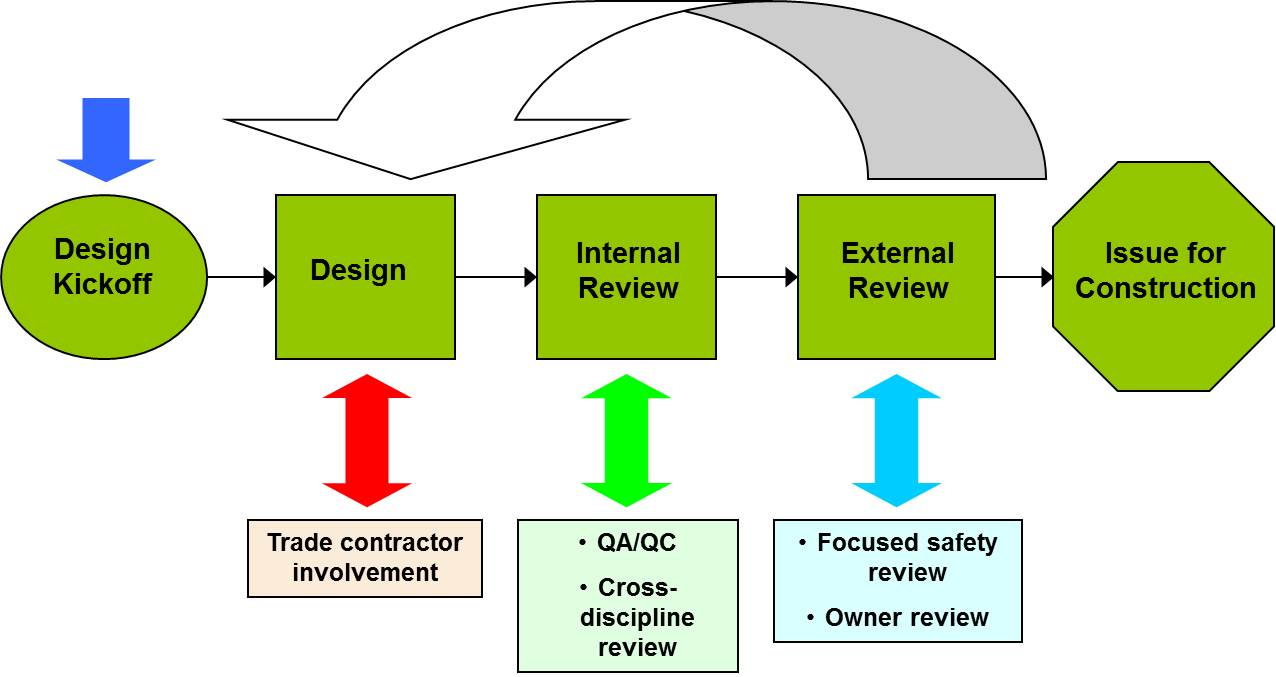 Design
Kickoff
Design
Internal
Review
External
Review
Issue for
Construction
Trade contractor
involvement
• QA/QC
• Cross-
discipline
review
• Focused safety
review
• Owner review